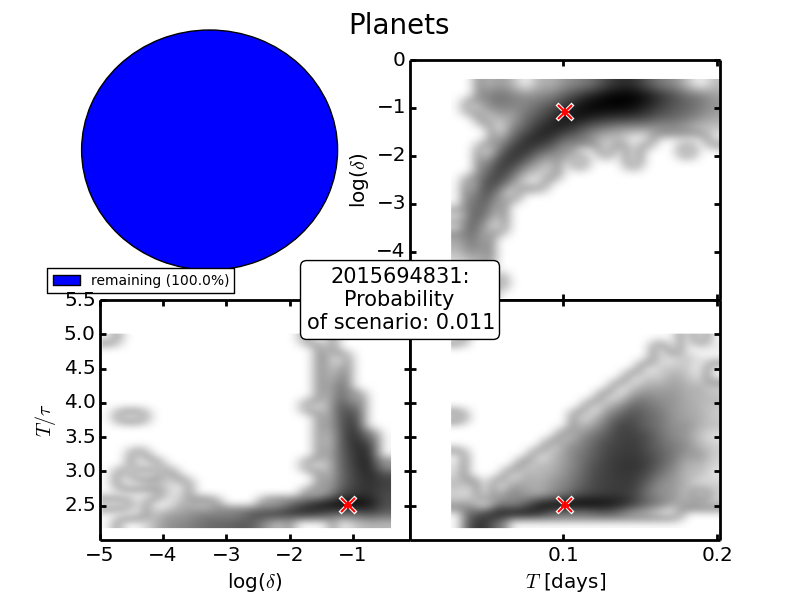 Planets
0
−1
−2
−3
−4
log(δ)
remaining (100.0%)
2015694831:
Probability
of scenario: 0.011
5.5
5.0
4.5
4.0
3.5
3.0
2.5
T/τ
−5 −4 −3 −2 −1
log(δ)
0.1 0.2
T [days]